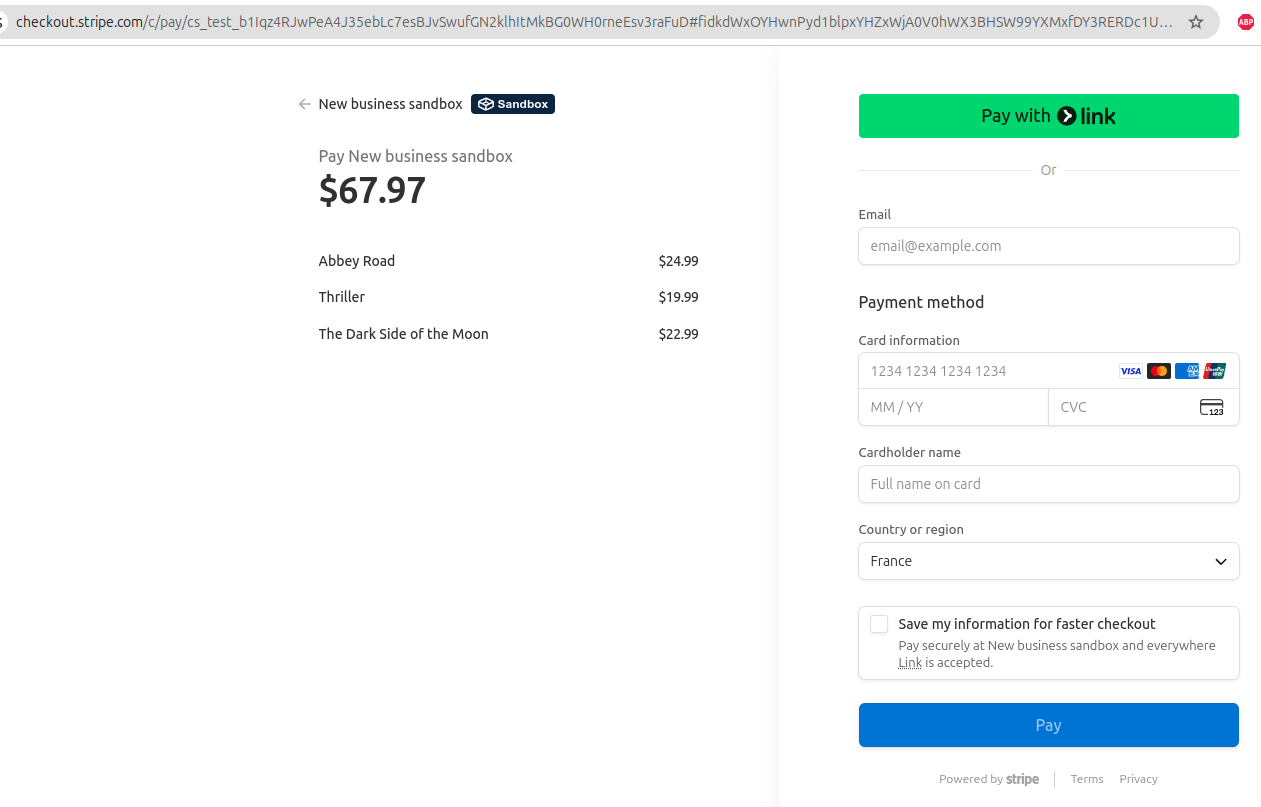 checkout.stripe.com/c/pay/cs_test_b1Iqz4RJwPeA4J35ebLc7esBJvSwufGN2klhItMkBG0WH0rneEsv3raFuD#fidkdWxOYHwnPyd1blpxYHZxWjA0V0hWX3BHSW99YXMxfDY3RERDc1U...
ABP
New business sandbox Sandbox
Pay New business sandbox
$67.97
Abbey Road $24.99
Thriller $19.99
The Dark Side of the Moon $22.99
Pay with link
Or
Email
email@example.com
Payment method
Card information
1234 1234 1234 1234 VISA AMEX UnionPay
MM / YY CVC 123
Cardholder name
Full name on card
Country or region
France
Save my information for faster checkout
Pay securely at New business sandbox and everywhere
Link is accepted.
Pay
Powered by stripe Terms Privacy